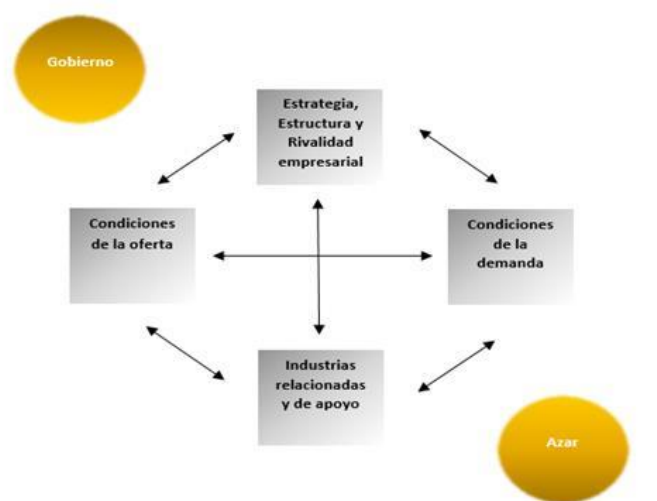 Gobierno
Estrategia,
Estructura y
Rivalidad
empresarial
Condiciones
de la oferta
Condiciones
de la
demanda
Industrias
relacionadas
y de apoyo
Azar